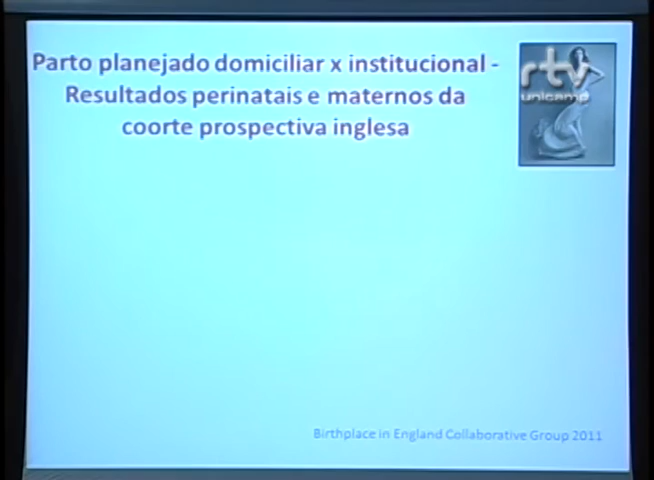 Parto planejado domiciliar x institucional -
Resultados perinatais e maternos da
coorte prospectiva inglesa
rtv
unicamp
Birthplace in England Collaborative Group 2011